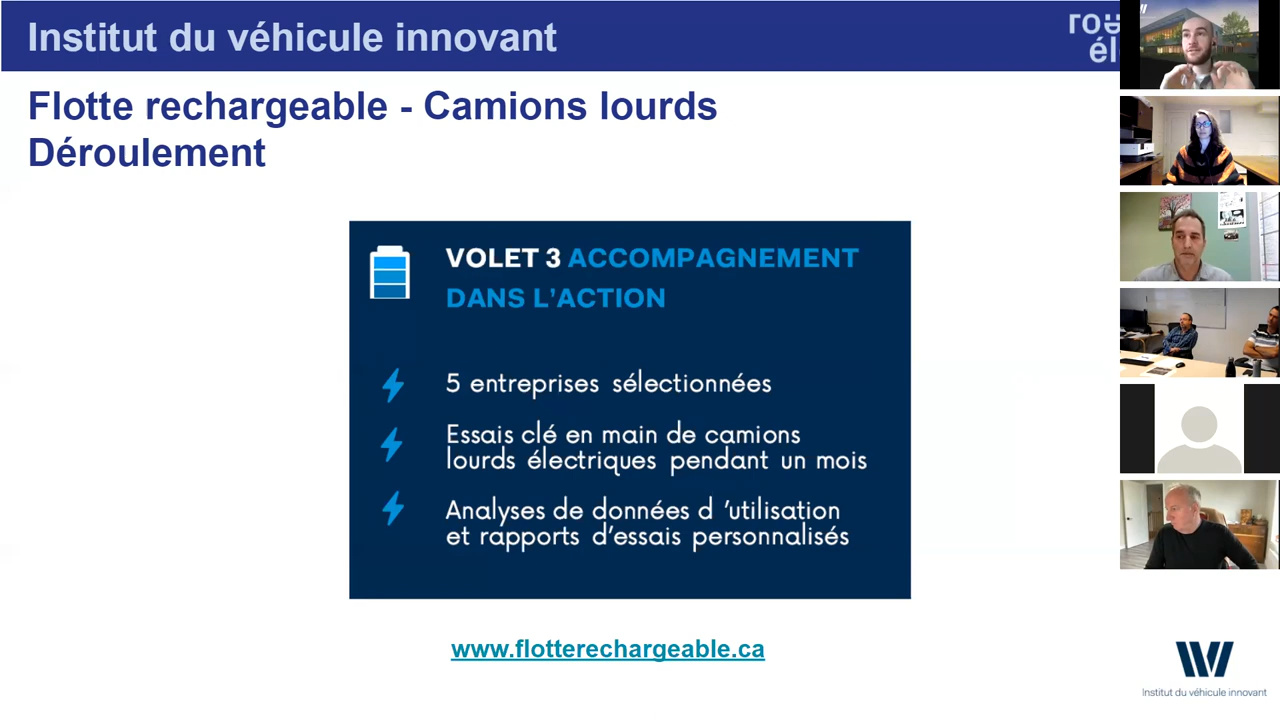 Institut du véhicule innovant
Flotte rechargeable - Camions lourds
Déroulement
VOLET 3 ACCOMPAGNEMENT
DANS L'ACTION
5 entreprises sélectionnées
Essais clé en main de camions
lourds électriques pendant un mois
Analyses de données d 'utilisation
et rapports d'essais personnalisés
www.flotterechargeable.ca
Institut du véhicule innovant